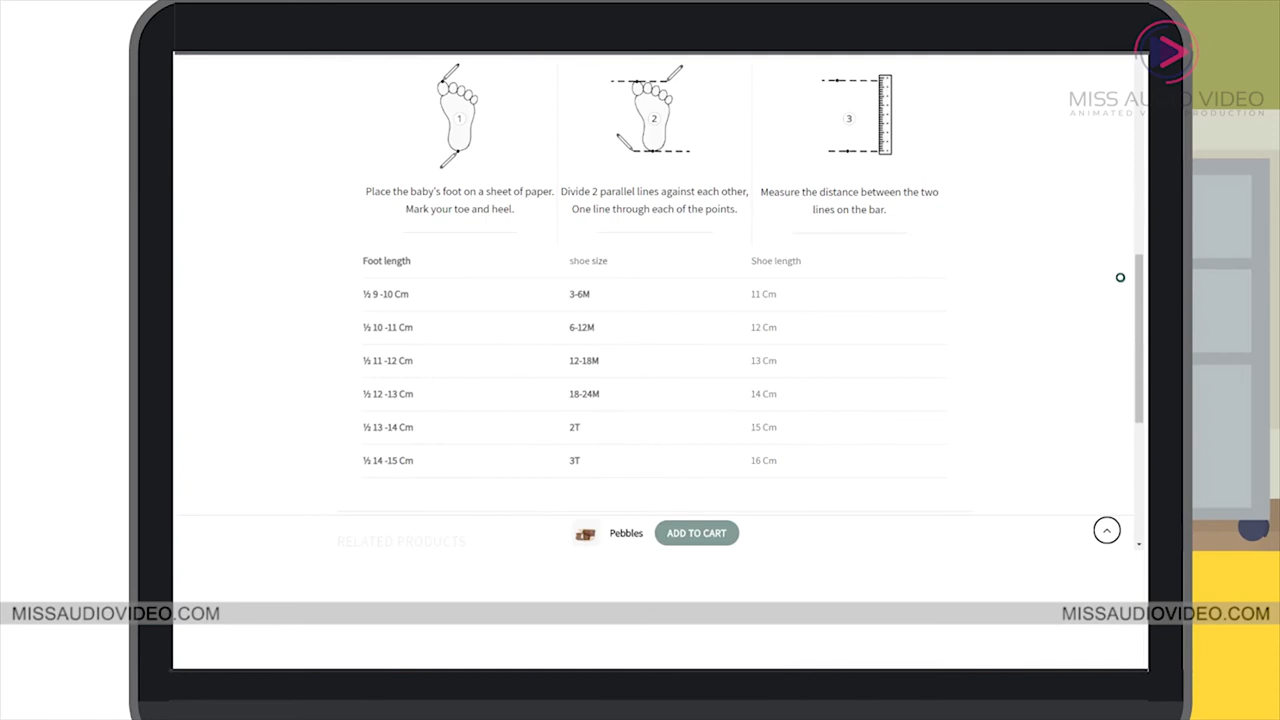 MISS AUDIO VIDEO
ANIMATED VIDEO PRODUCTION
1
2
3
Place the baby's foot on a sheet of paper.
Mark your toe and heel.
Divide 2 parallel lines against each other,
One line through each of the points.
Measure the distance between the two
lines on the bar.
Foot length shoe size Shoe length
½ 9 -10 Cm 3-6M 11 Cm
½ 10 -11 Cm 6-12M 12 Cm
½ 11 -12 Cm 12-18M 13 Cm
½ 12 -13 Cm 18-24M 14 Cm
½ 13 -14 Cm 2T 15 Cm
½ 14 -15 Cm 3T 16 Cm
Pebbles ADD TO CART
RELATED PRODUCTS
MISSAUDIOVIDEO.COM MISSAUDIOVIDEO.COM